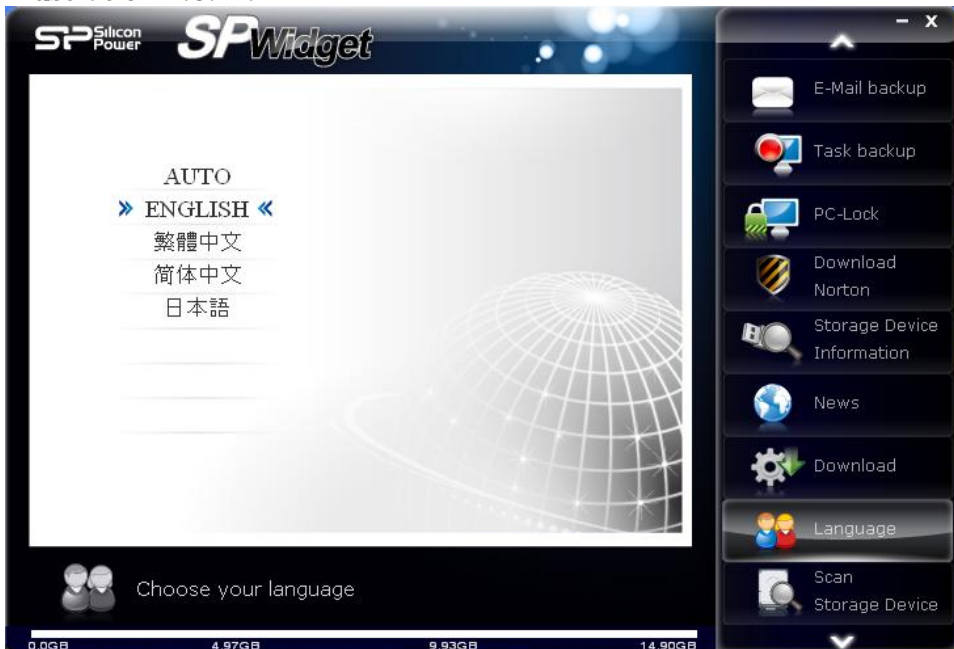 SP Silicon Power
SPWidget
- x
AUTO
» ENGLISH «
繁體中文
简体中文
日本語
Choose your language
0.0GB 4.97GB 9.93GB 14.90GB
E-Mail backup
Task backup
PC-Lock
Download
Norton
Storage Device
Information
News
Download
Language
Scan
Storage Device